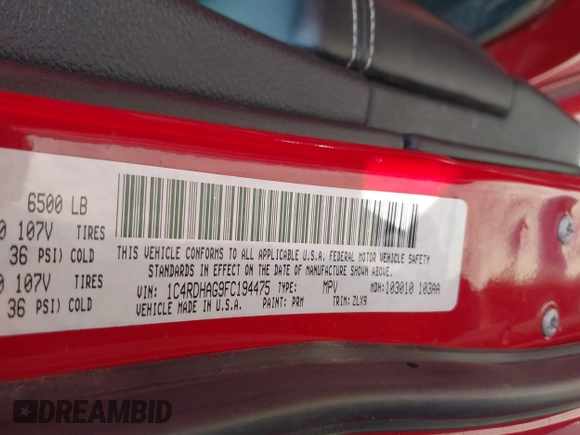 6500 LB
0 107V TIRES
36 PSI) COLD
0 107V TIRES
36 PSI) COLD
THIS VEHICLE CONFORMS TO ALL APPLICABLE U.S.A. FEDERAL MOTOR VEHICLE SAFETY
STANDARDS IN EFFECT ON THE DATE OF MANUFACTURE SHOWN ABOVE.
VIN: 1C4RDHAG9FC194475 TYPE: MPV MDH: 103010 103AA
VEHICLE MADE IN U.S.A. PAINT: PRM TRIM: ZLX9
DREAMBID